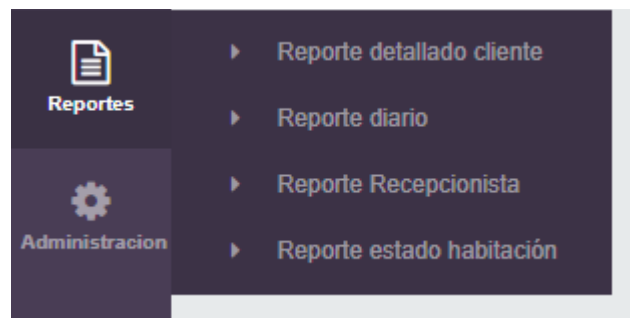 Reportes
Administracion
Reporte detallado cliente
Reporte diario
Reporte Recepcionista
Reporte estado habitación